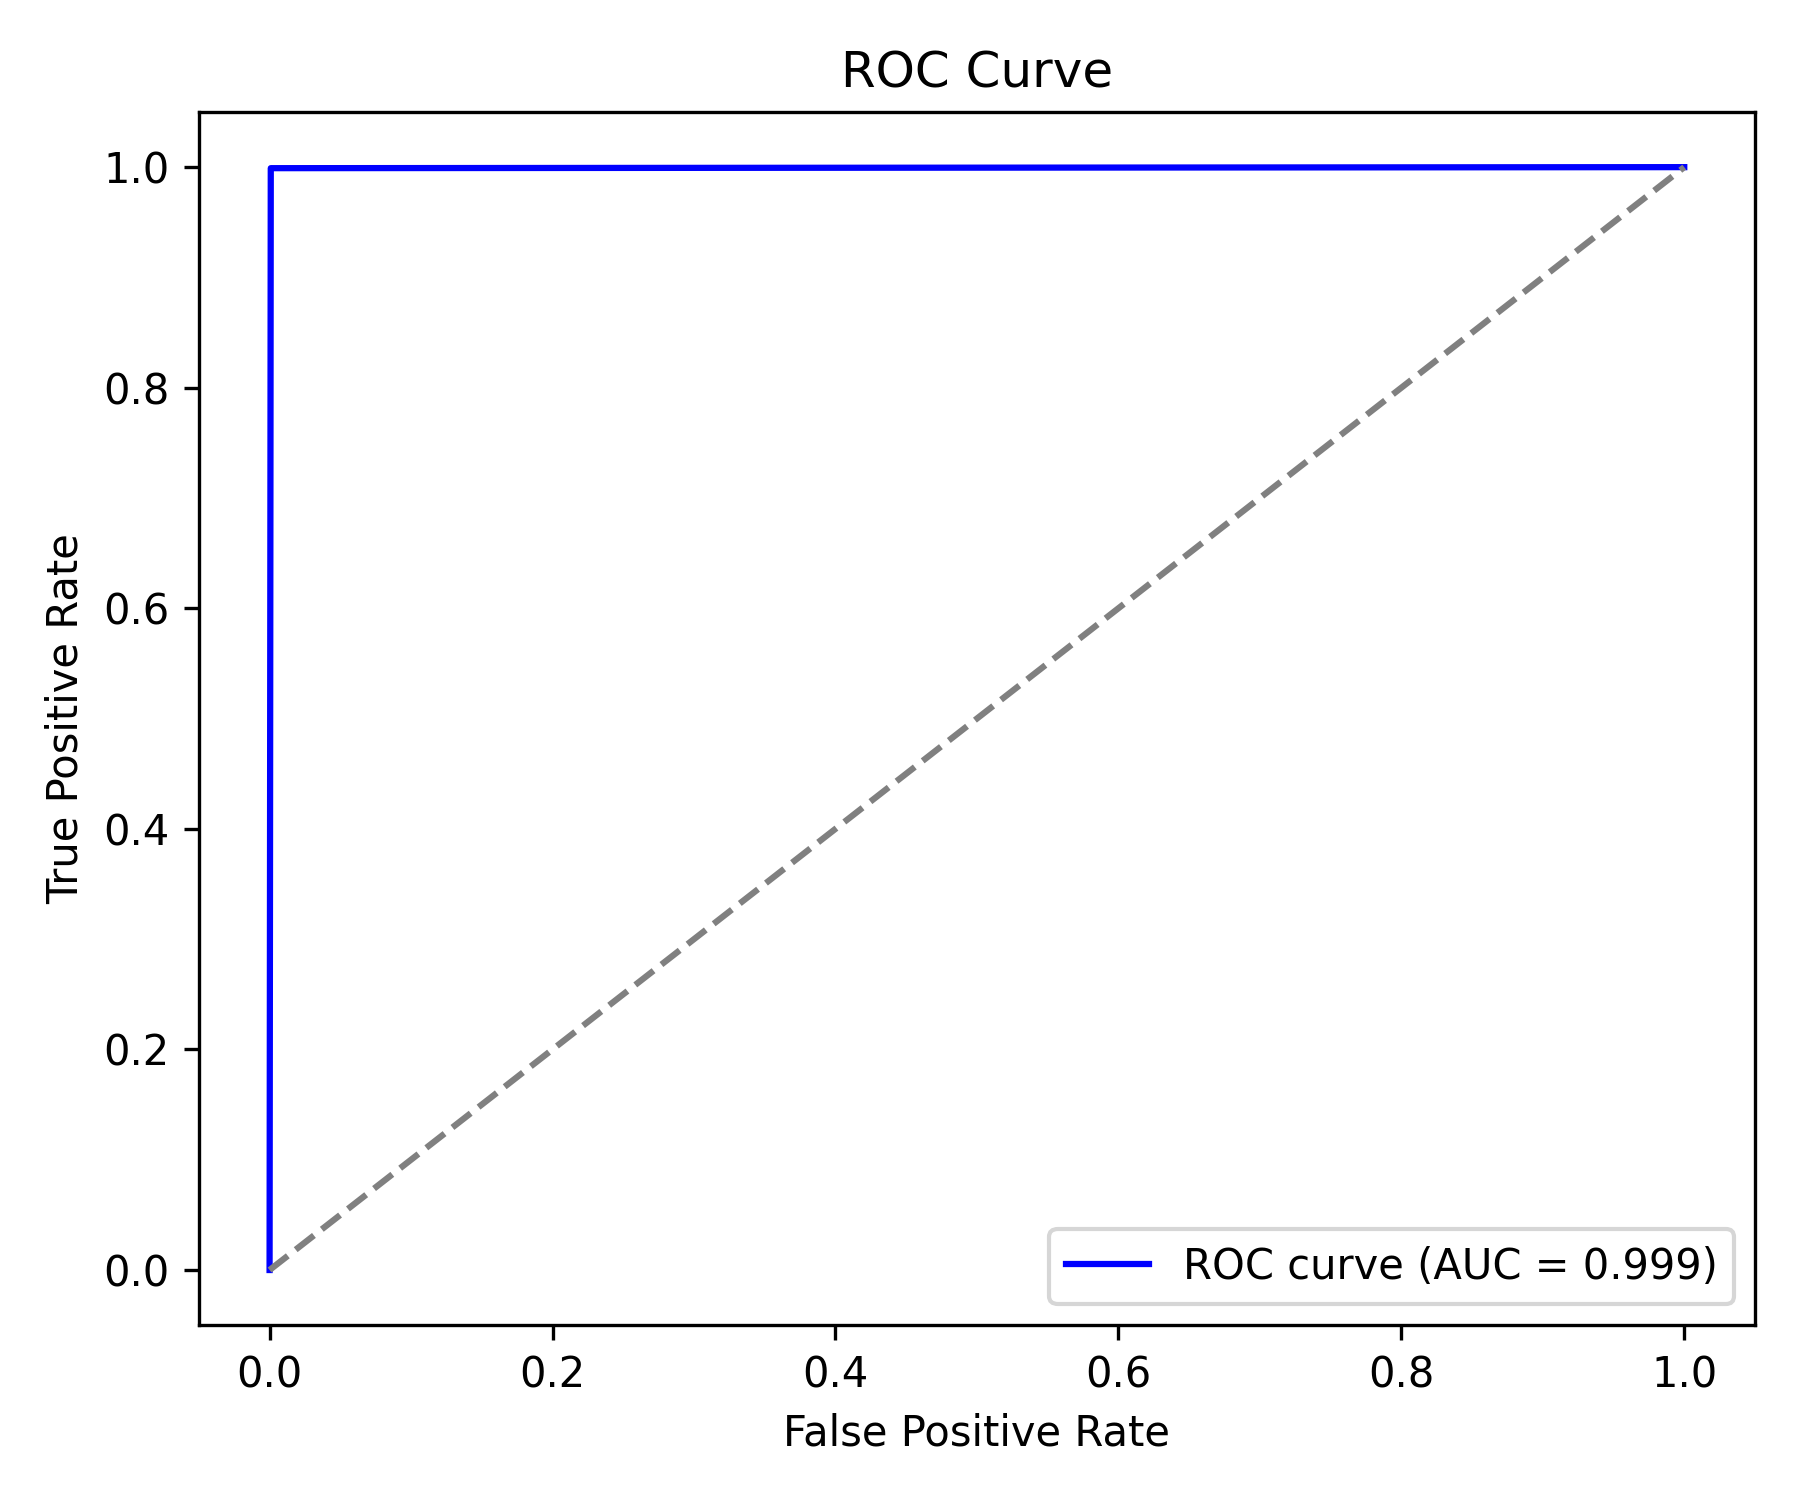 ROC Curve
1.0
0.8
0.6
0.4
0.2
0.0
True Positive Rate
ROC curve (AUC = 0.999)
0.0 0.2 0.4 0.6 0.8 1.0
False Positive Rate